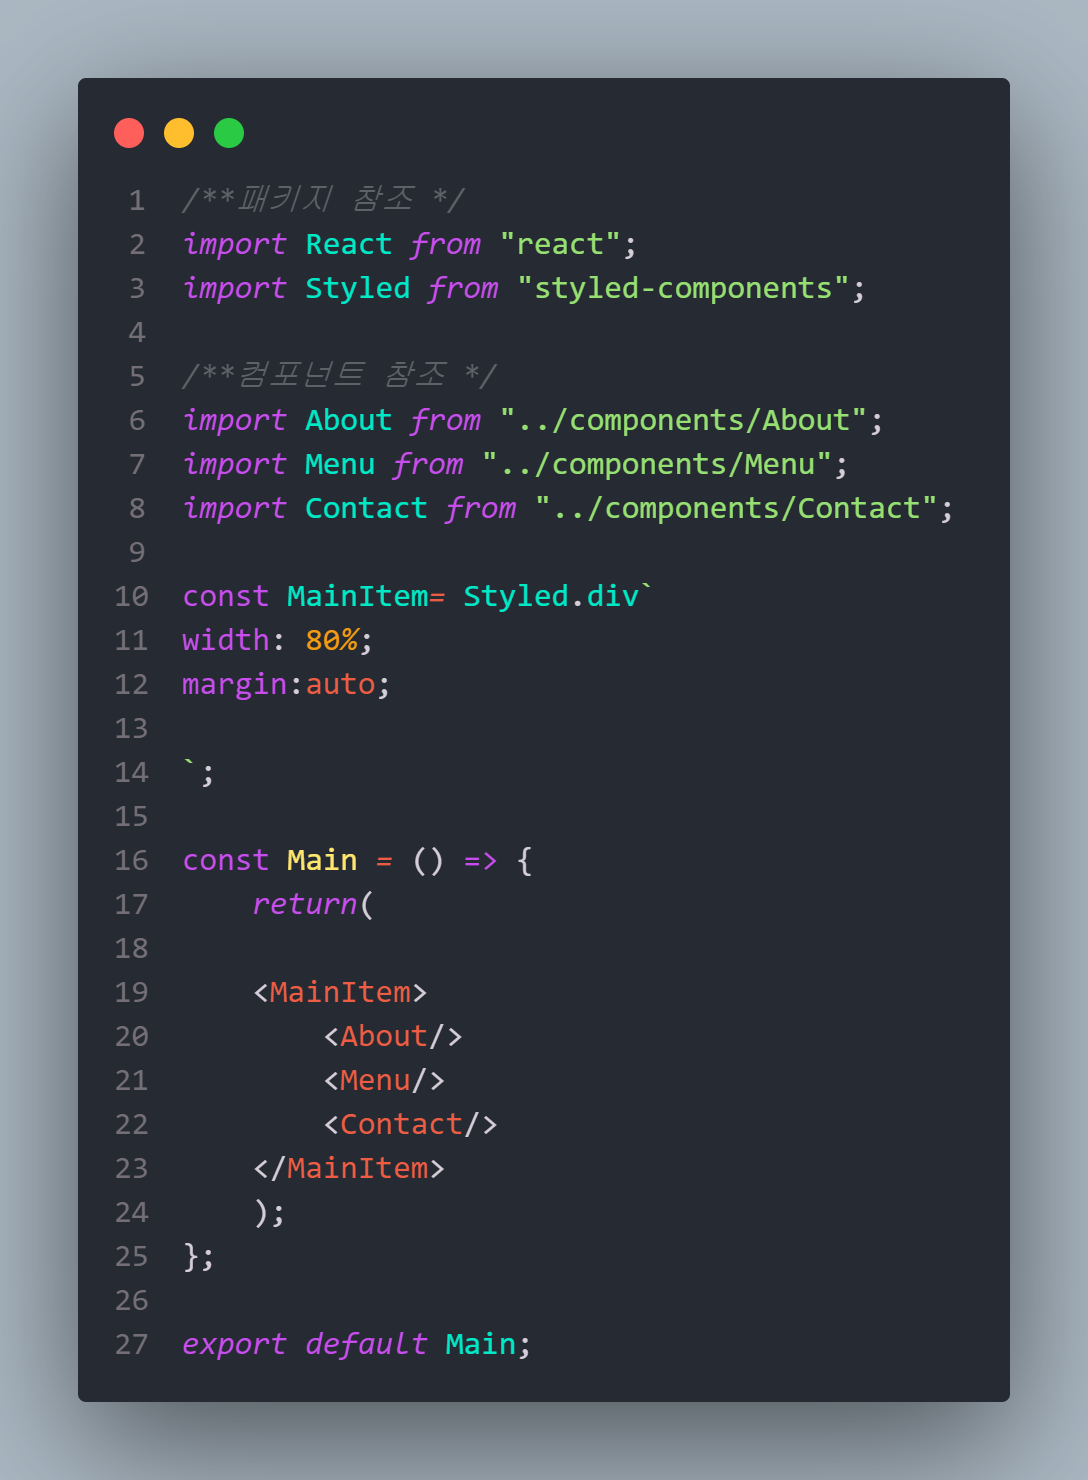 1 /**패키지 참조 */
2 import React from "react";
3 import Styled from "styled-components";
4
5 /**컴포넌트 참조 */
6 import About from "../components/About";
7 import Menu from "../components/Menu";
8 import Contact from "../components/Contact";
9
10 const MainItem= Styled.div`
11 width: 80%;
12 margin:auto;
13
14 `;
15
16 const Main = () => {
17     return(
18
19     <MainItem>
20         <About/>
21         <Menu/>
22         <Contact/>
23     </MainItem>
24     );
25 };
26
27 export default Main;